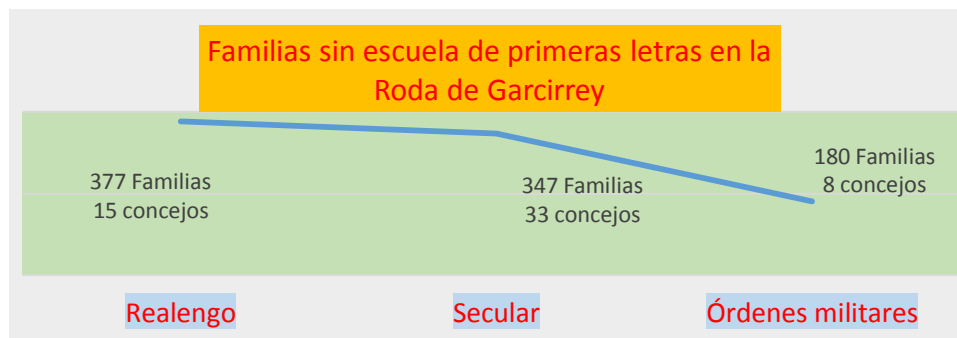 Familias sin escuela de primeras letras en la
Roda de Garcirrey
377 Familias
15 concejos
347 Familias
33 concejos
180 Familias
8 concejos
Realengo
Secular
Órdenes militares